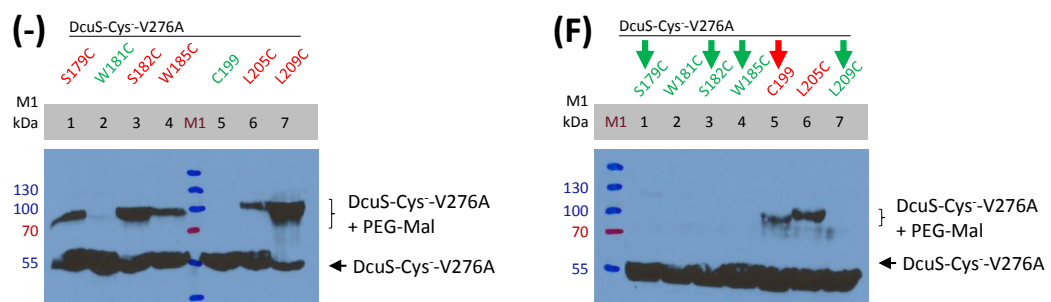 (-)
DcuS-Cys⁻-V276A
S179C
W181C
S182C
W185C
C199
L205C
L209C
M1
kDa
1 2 3 4 M1 5 6 7
130
100
70
55
DcuS-Cys⁻-V276A
+ PEG-Mal
DcuS-Cys⁻-V276A
(F)
DcuS-Cys⁻-V276A
S179C
W181C
S182C
W185C
C199
L205C
L209C
M1
kDa
M1 1 2 3 4 5 6 7
130
100
70
55
DcuS-Cys⁻-V276A
+ PEG-Mal
DcuS-Cys⁻-V276A